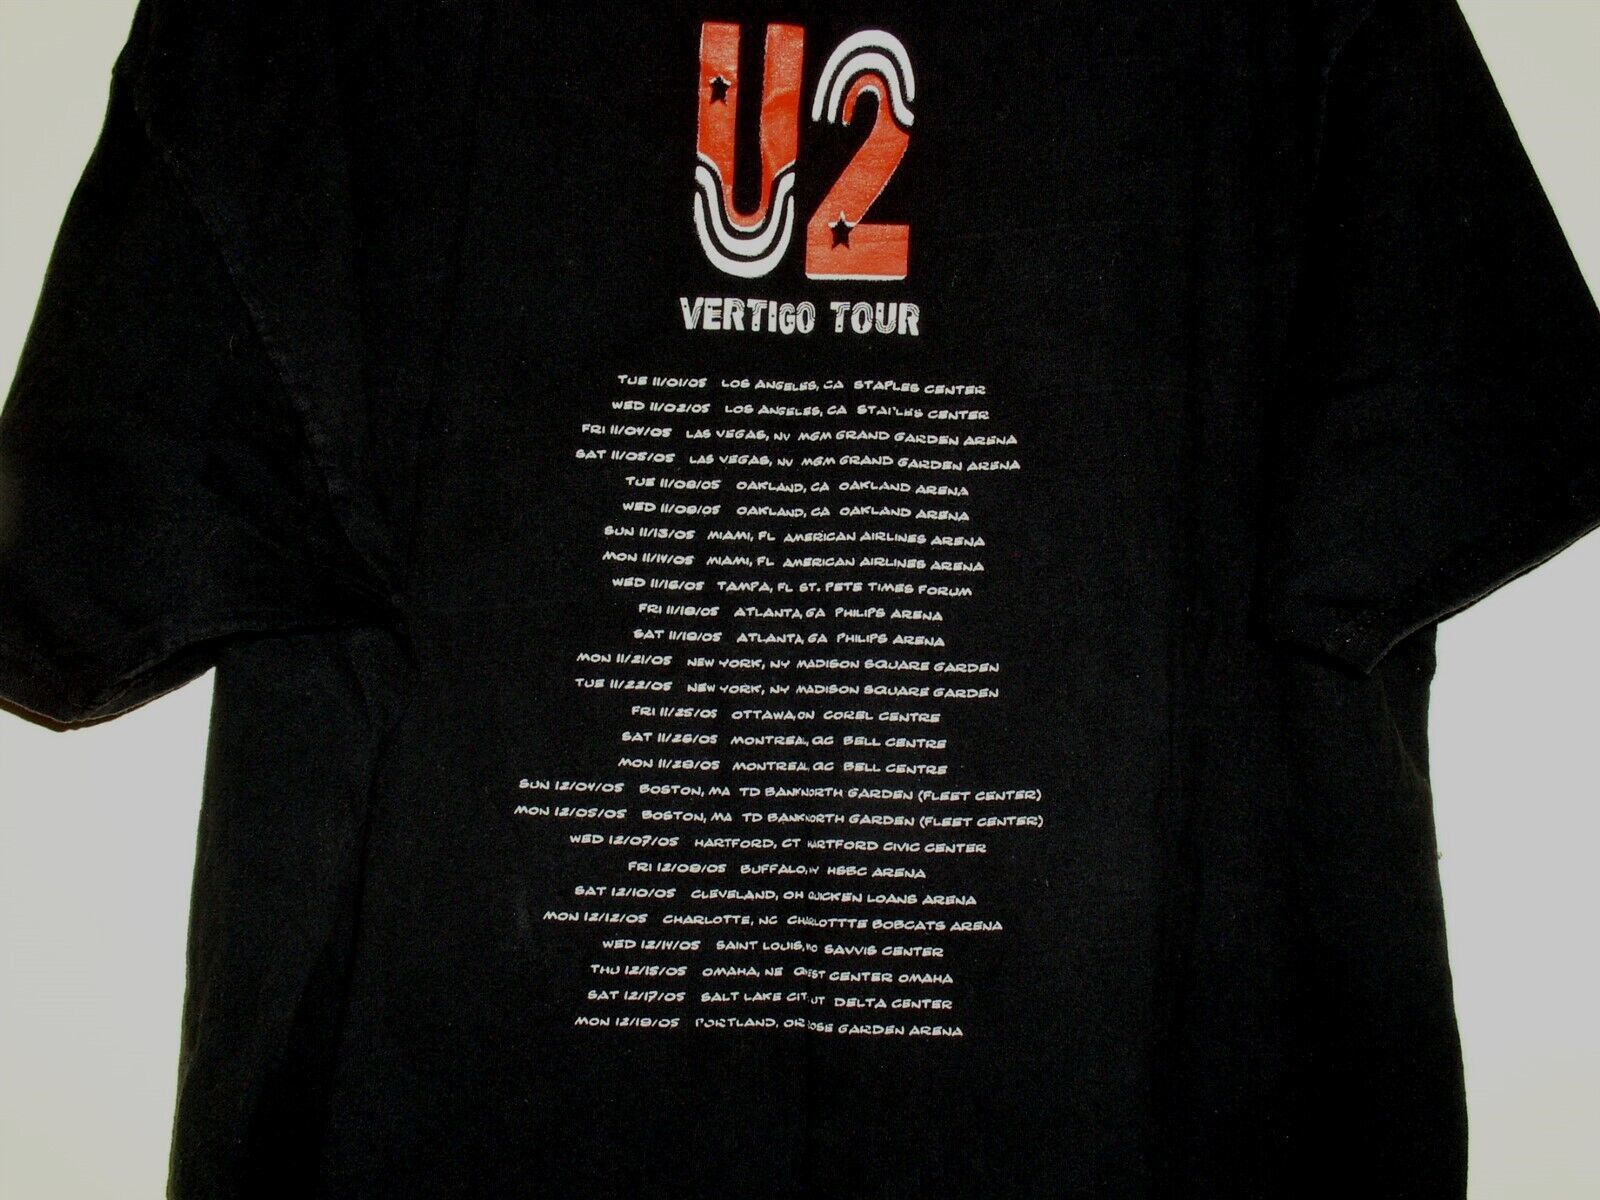 U2
VERTIGO TOUR
TUE 11/01/05 LOS ANGELES, CA STAPLES CENTER
WED 11/02/05 LOS ANGELES, CA STAPLES CENTER
FRI 11/04/05 LAS VEGAS, NV MGM GRAND GARDEN ARENA
SAT 11/05/05 LAS VEGAS, NV MGM GRAND GARDEN ARENA
TUE 11/08/05 OAKLAND, CA OAKLAND ARENA
WED 11/09/05 OAKLAND, CA OAKLAND ARENA
SUN 11/13/05 MIAMI, FL AMERICAN AIRLINES ARENA
MON 11/14/05 MIAMI, FL AMERICAN AIRLINES ARENA
WED 11/16/05 TAMPA, FL ST. PETE TIMES FORUM
FRI 11/18/05 ATLANTA, GA PHILIPS ARENA
SAT 11/19/05 ATLANTA, GA PHILIPS ARENA
MON 11/21/05 NEW YORK, NY MADISON SQUARE GARDEN
TUE 11/22/05 NEW YORK, NY MADISON SQUARE GARDEN
FRI 11/25/05 OTTAWA, ON COREL CENTRE
SAT 11/26/05 MONTREAL, QC BELL CENTRE
MON 11/28/05 MONTREAL, QC BELL CENTRE
SUN 12/04/05 BOSTON, MA TD BANKNORTH GARDEN (FLEET CENTER)
MON 12/05/05 BOSTON, MA TD BANKNORTH GARDEN (FLEET CENTER)
WED 12/07/05 HARTFORD, CT HARTFORD CIVIC CENTER
FRI 12/09/05 BUFFALO, NY HSBC ARENA
SAT 12/10/05 CLEVELAND, OH QUICKEN LOANS ARENA
MON 12/12/05 CHARLOTTE, NC CHARLOTTTE BOBCATS ARENA
WED 12/14/05 SAINT LOUIS, MO SAVVIS CENTER
THU 12/15/05 OMAHA, NE QWEST CENTER OMAHA
SAT 12/17/05 SALT LAKE CITY, UT DELTA CENTER
MON 12/19/05 PORTLAND, OR ROSE GARDEN ARENA